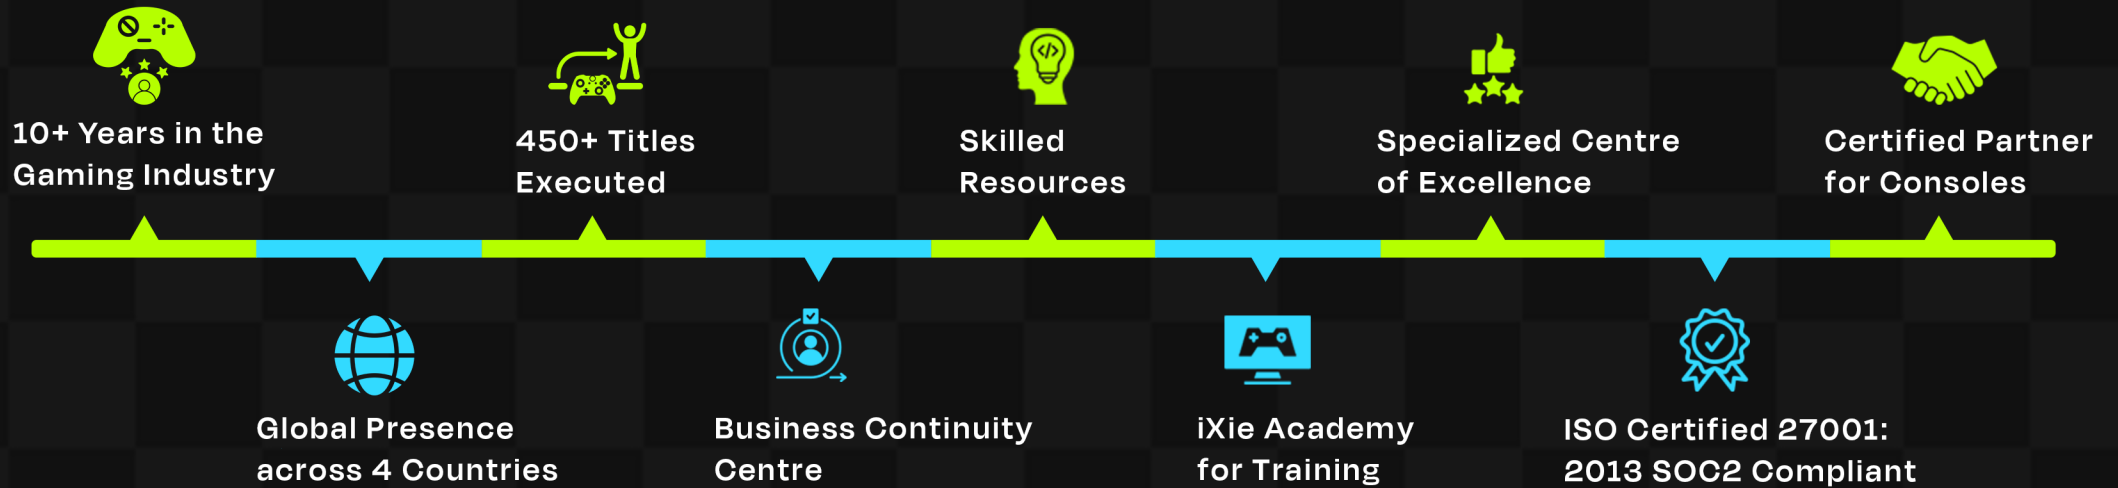 10+ Years in the
Gaming Industry
450+ Titles
Executed
Skilled
Resources
Specialized Centre
of Excellence
Certified Partner
for Consoles
Global Presence
across 4 Countries
Business Continuity
Centre
iXie Academy
for Training
ISO Certified 27001:
2013 SOC2 Compliant